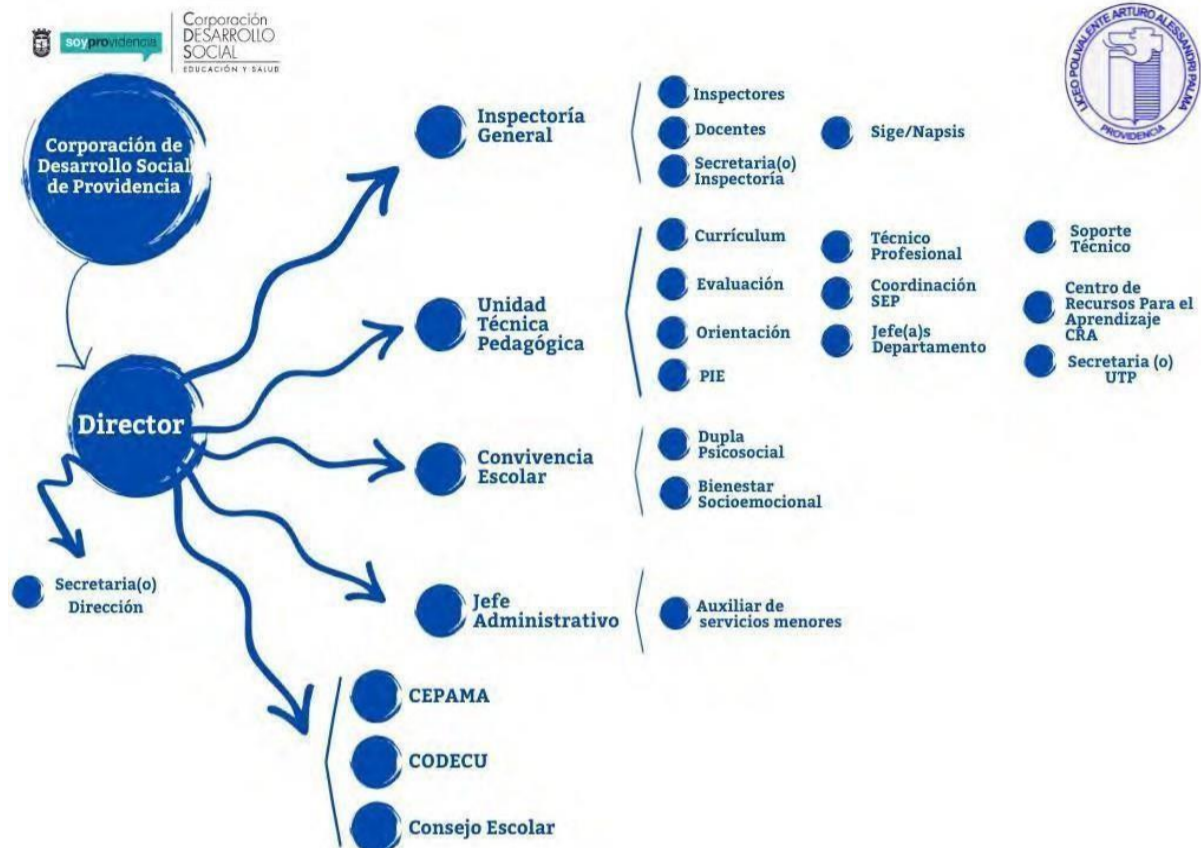 soyprovidencia
Corporación
DESARROLLO
SOCIAL
EDUCACIÓN Y SALUD
LICEO POLIVALENTE ARTURO ALESSANDRI PALMA
PROVIDENCIA
Corporación de
Desarrollo Social
de Providencia
Director
Secretaria(o)
Dirección
Inspectoría
General
Inspectores
Docentes
Secretaria(o)
Inspectoría
Sige/Napsis
Unidad
Técnica
Pedagógica
Currículum
Evaluación
Orientación
PIE
Técnico
Profesional
Coordinación
SEP
Jefe(a)s
Departamento
Soporte
Técnico
Centro de
Recursos Para el
Aprendizaje
CRA
Secretaria (o)
UTP
Convivencia
Escolar
Dupla
Psicosocial
Bienestar
Socioemocional
Jefe
Administrativo
Auxiliar de
servicios menores
CEPAMA
CODECU
Consejo Escolar